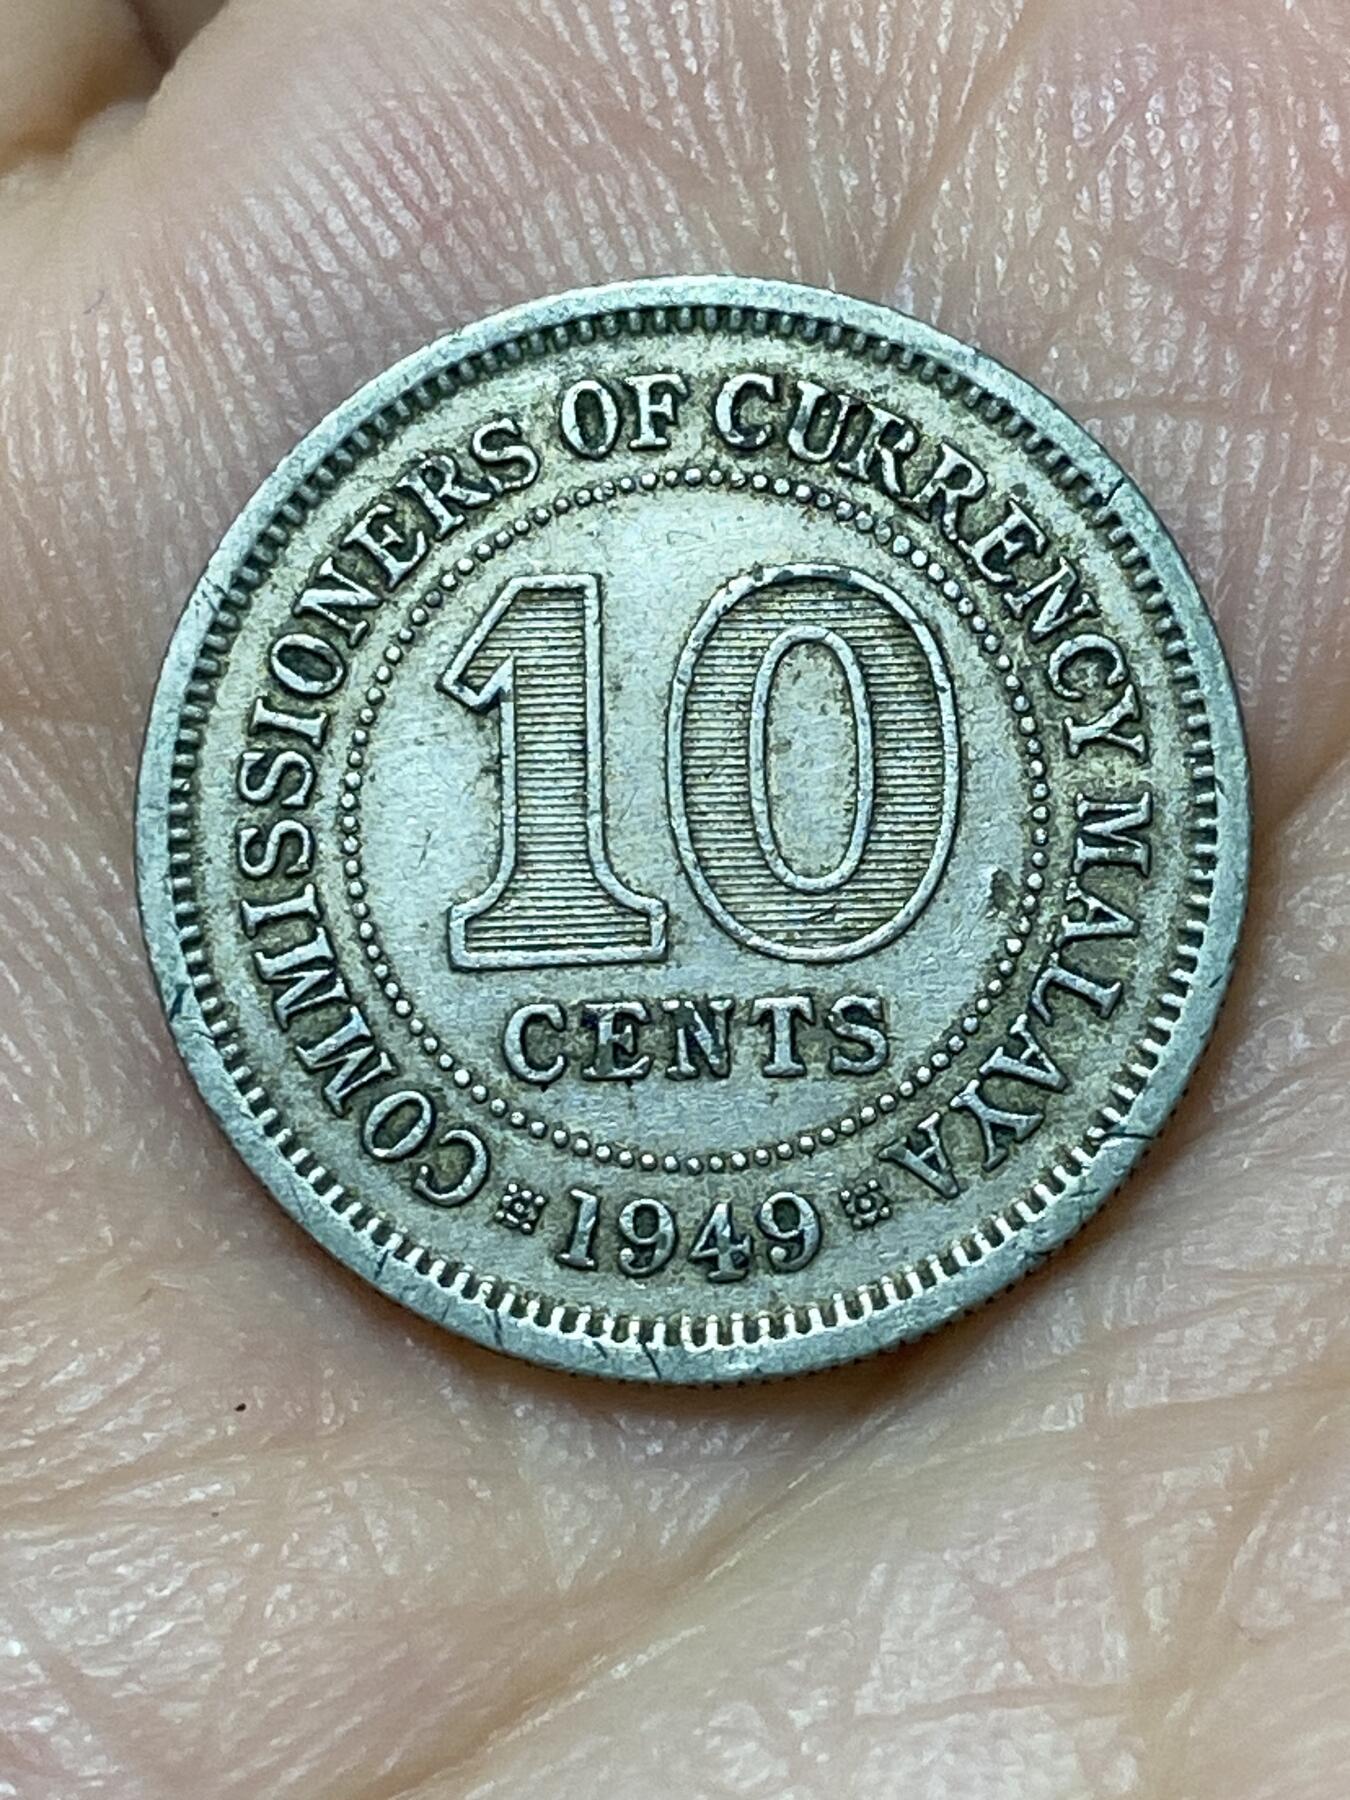 COMMISSIONERS OF CURRENCY MALAYA
10
CENTS
1949